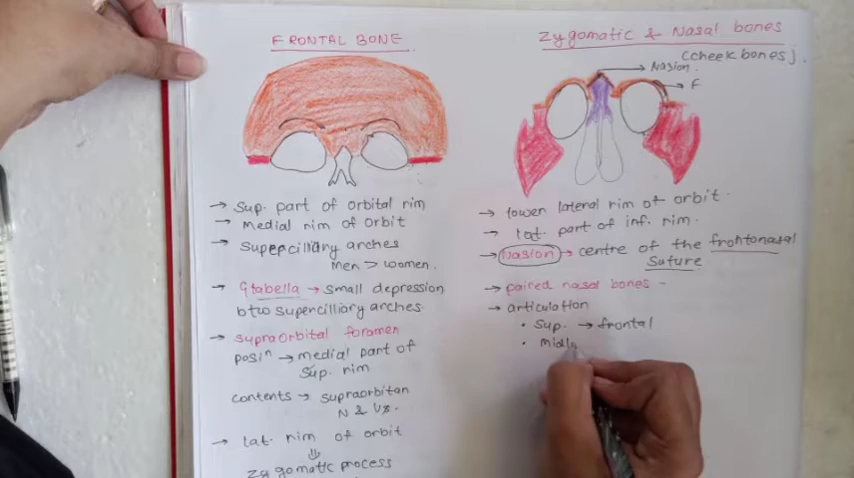 FRONTAL BONE
→ sup. part of orbital rim
→ medial rim of orbit
→ superciliary arches
men > women.
→ Glabella → small depression
btw supercilliary arches.
→ supraorbital foramen
posiⁿ → medial part of
sup. rim
contents → supraorbital
N & Vs.
→ lat. rim of orbit
⇓
zygomatic process
Zygomatic & Nasal bones
(cheek bones).
→ Nasion.
→ F
→ lower lateral rim of orbit.
→ lat. part of inf. rim.
→ Nasion → centre of the frontonasal
suture
→ paired nasal bones -
→ articulation
• sup. → frontal
• midl